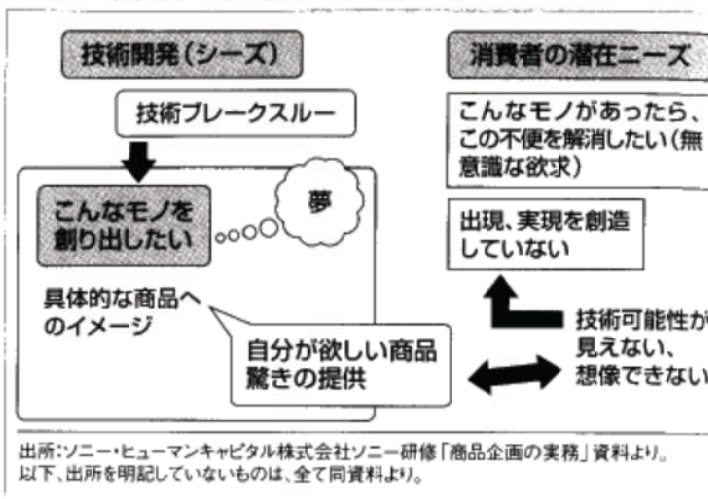 技術開発(シーズ)
技術ブレークスルー
こんなモノを
創り出したい
夢
具体的な商品へ
のイメージ
自分が欲しい商品
驚きの提供
消費者の潜在ニーズ
こんなモノがあったら、
この不便を解消したい(無
意識な欲求)
出現、実現を創造
していない
技術可能性が
見えない、
想像できない
出所:ソニー・ヒューマンキャピタル株式会社ソニー研修「商品企画の実務」資料より。
以下、出所を明記していないものは、全て同資料より。